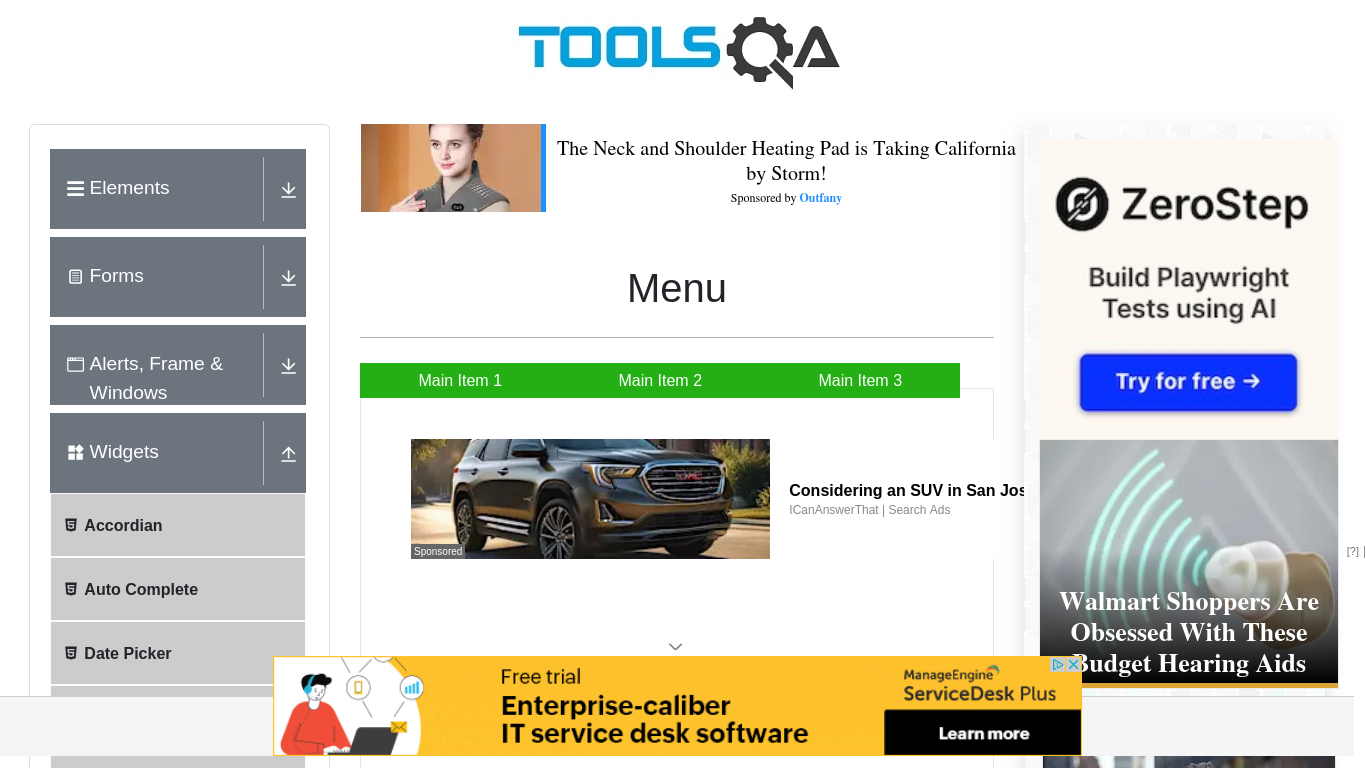 TOOLSQA
Elements
Forms
Alerts, Frame &
Windows
Widgets
Accordian
Auto Complete
Date Picker
The Neck and Shoulder Heating Pad is Taking California
by Storm!
Sponsored by Outfany
Menu
Main Item 1
Main Item 2
Main Item 3
Sponsored
Considering an SUV in San Jos
ICanAnswerThat | Search Ads
ZeroStep
Build Playwright
Tests using AI
Try for free →
Walmart Shoppers Are
Obsessed With These
Budget Hearing Aids
[?] |
Free trial
Enterprise-caliber
IT service desk software
ManageEngine
ServiceDesk Plus
Learn more